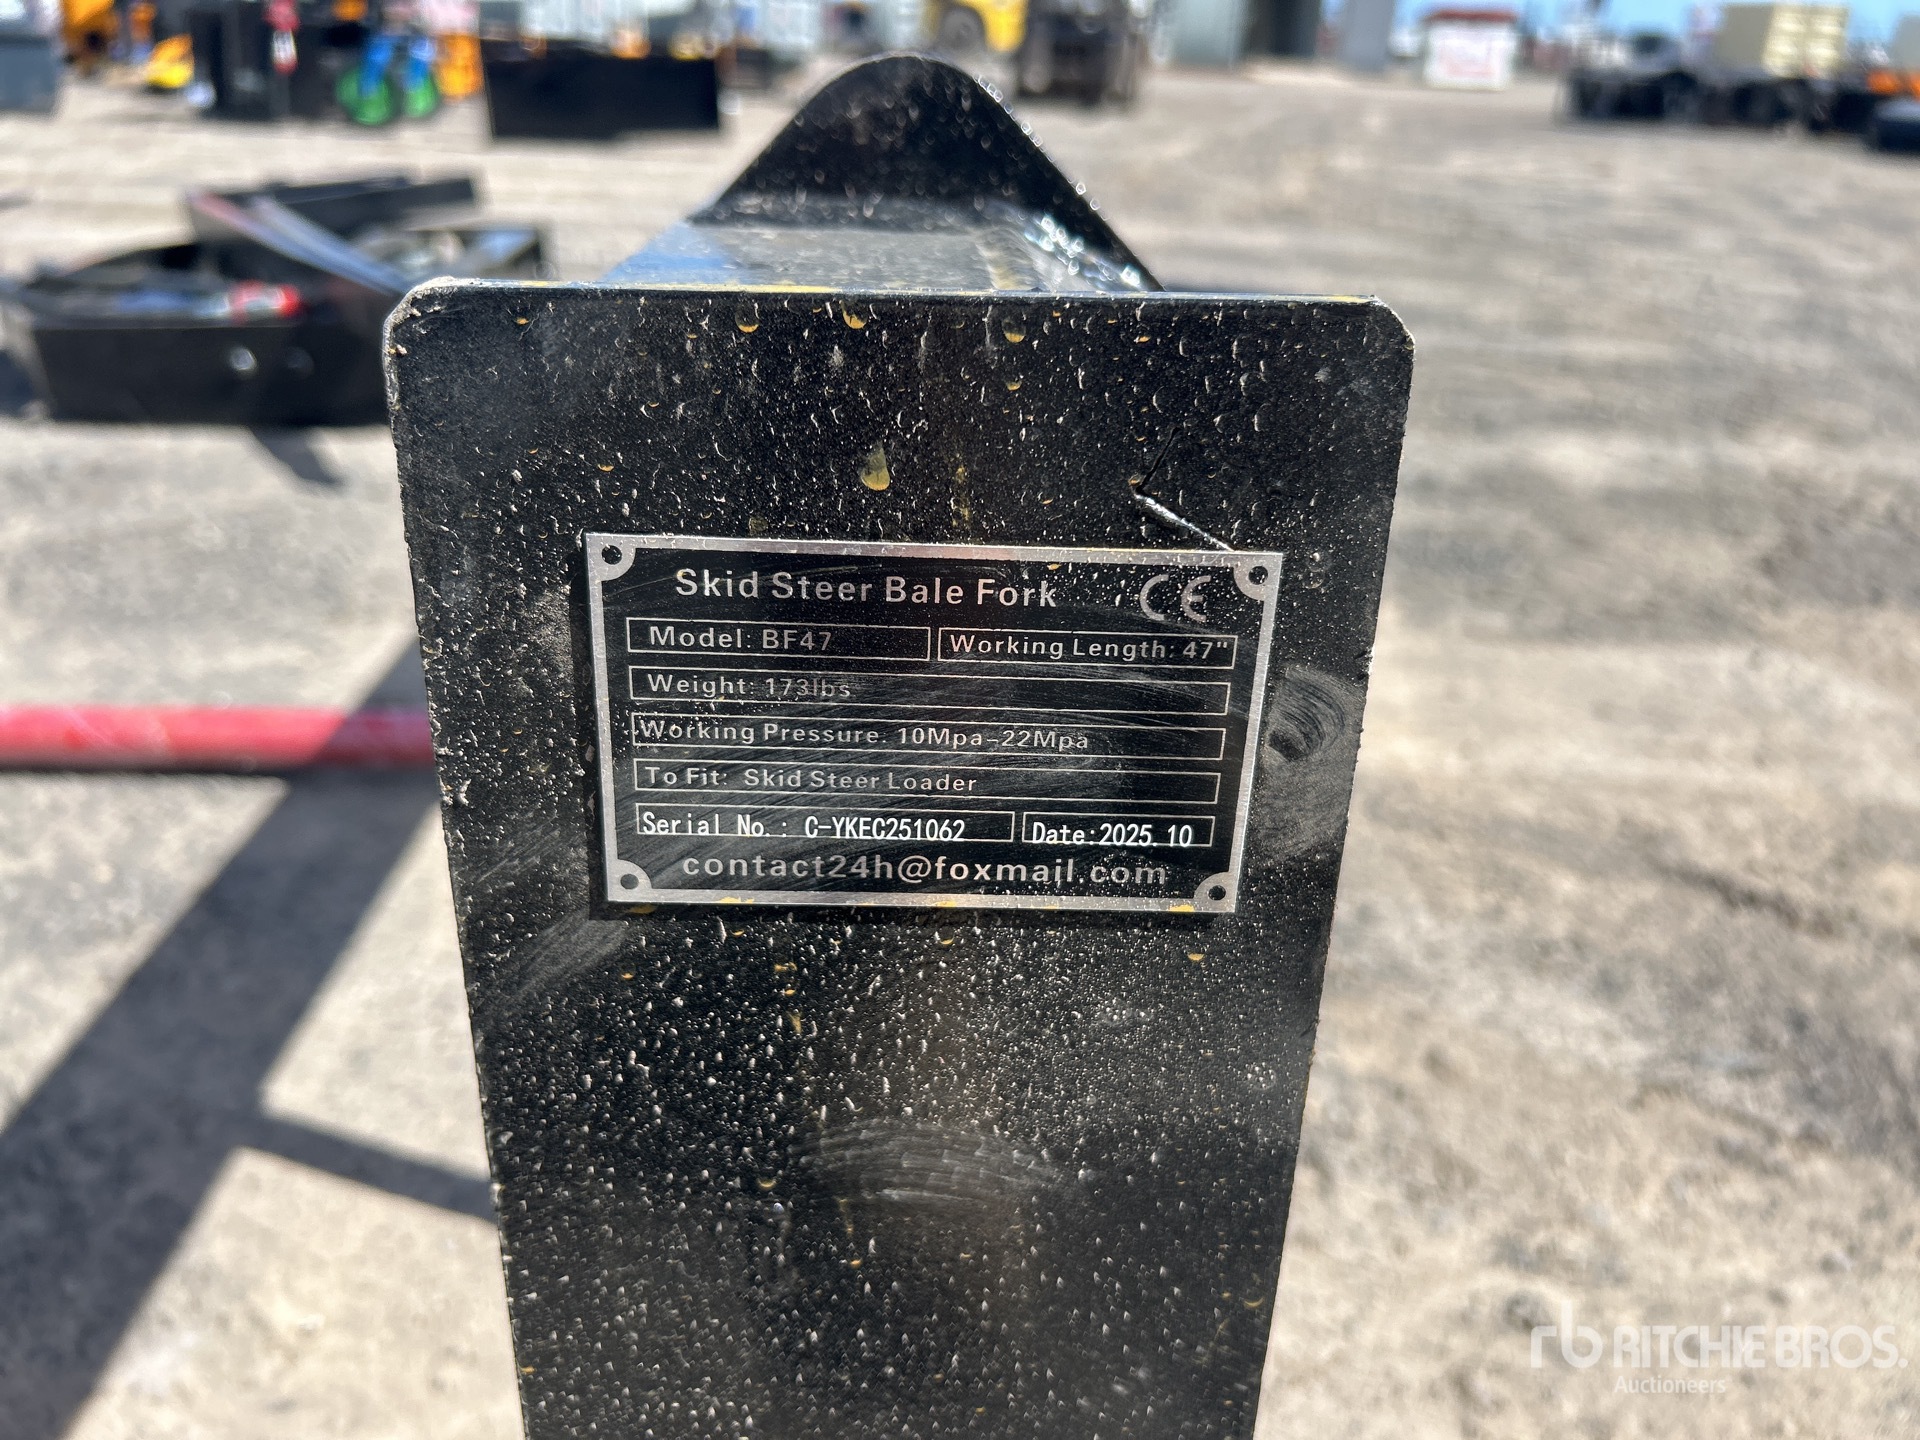 Skid Steer Bale Fork CE
Model: BF47 Working Length: 47"
Weight: 173lbs
Working Pressure: 10Mpa-22Mpa
To Fit: Skid Steer Loader
Serial No.: C-YKEC251062 Date:2025.10
contact24h@foxmail.com
rb RITCHIE BROS.
Auctioneers